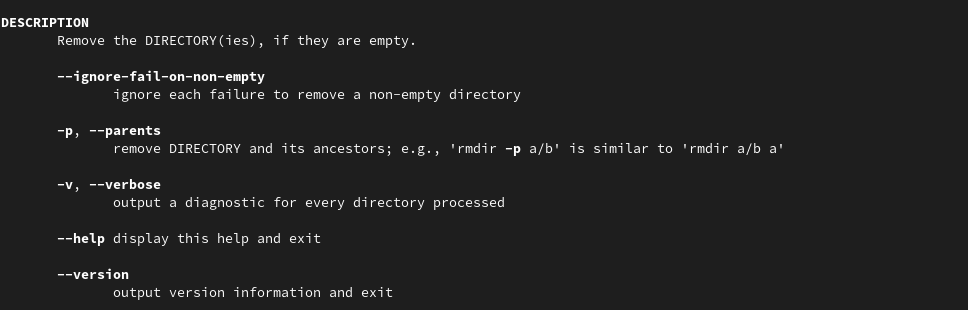 DESCRIPTION
Remove the DIRECTORY(ies), if they are empty.
--ignore-fail-on-non-empty
ignore each failure to remove a non-empty directory
-p, --parents
remove DIRECTORY and its ancestors; e.g., 'rmdir -p a/b' is similar to 'rmdir a/b a'
-v, --verbose
output a diagnostic for every directory processed
--help display this help and exit
--version
output version information and exit